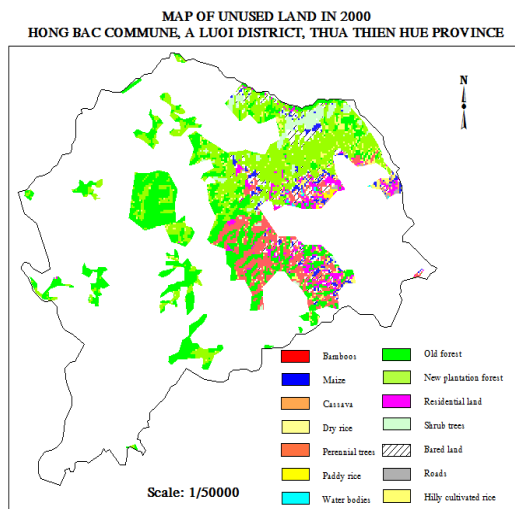 MAP OF UNUSED LAND IN 2000
HONG BAC COMMUNE, A LUOI DISTRICT, THUA THIEN HUE PROVINCE
N
Bamboos
Maize
Cassava
Dry rice
Perennial trees
Paddy rice
Water bodies
Old forest
New plantation forest
Residential land
Shrub trees
Bared land
Roads
Hilly cultivated rice
Scale: 1/50000